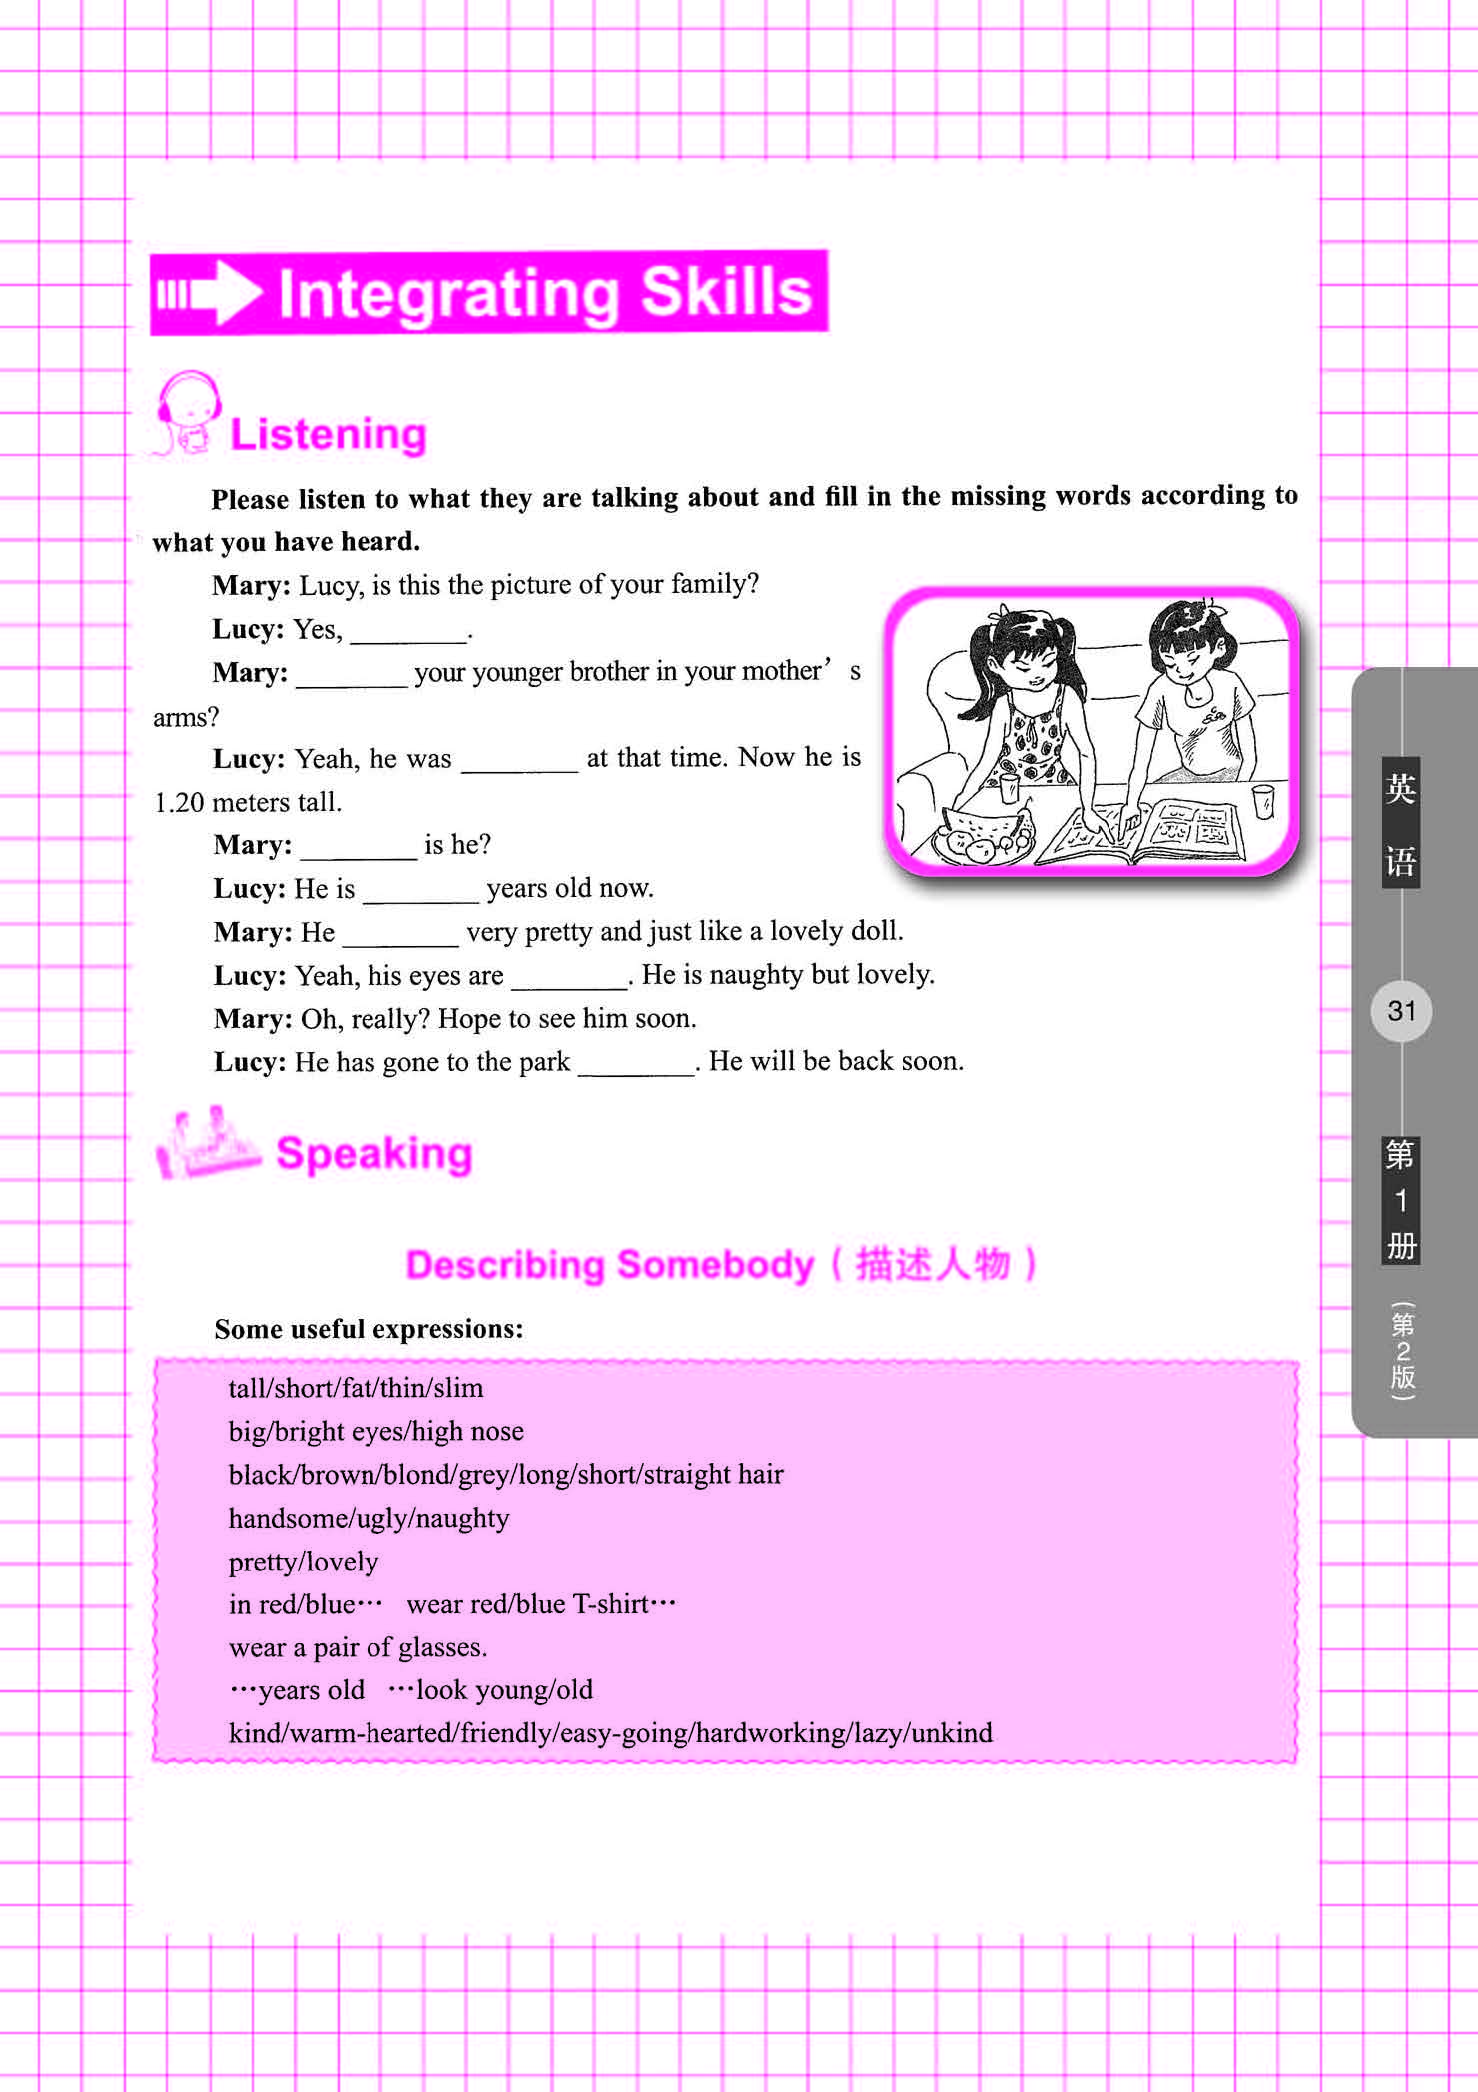 Integrating Skills
Listening
Please listen to what they are talking about and fill in the missing words according to
what you have heard.
Mary: Lucy, is this the picture of your family?
Lucy: Yes, ________.
Mary: ________ your younger brother in your mother’s
arms?
Lucy: Yeah, he was ________ at that time. Now he is
1.20 meters tall.
Mary: ________ is he?
Lucy: He is ________ years old now.
Mary: He ________ very pretty and just like a lovely doll.
Lucy: Yeah, his eyes are ________. He is naughty but lovely.
Mary: Oh, really? Hope to see him soon.
Lucy: He has gone to the park ________. He will be back soon.
Speaking
Describing Somebody（描述人物）
Some useful expressions:
tall/short/fat/thin/slim
big/bright eyes/high nose
black/brown/blond/grey/long/short/straight hair
handsome/ugly/naughty
pretty/lovely
in red/blue… wear red/blue T-shirt…
wear a pair of glasses.
…years old …look young/old
kind/warm-hearted/friendly/easy-going/hardworking/lazy/unkind
英语
31
第1册
（第2版）